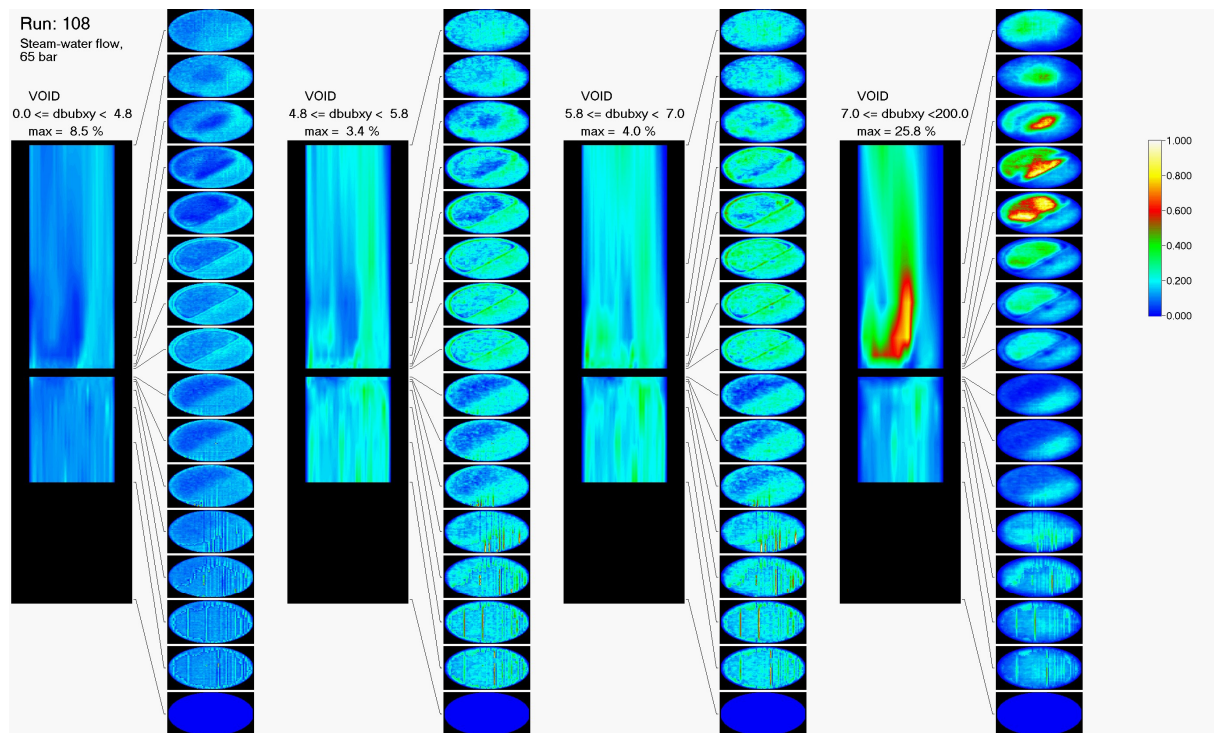 Run: 108
Steam-water flow,
65 bar
VOID
0.0 <= dbubxy < 4.8
max = 8.5 %
VOID
4.8 <= dbubxy < 5.8
max = 3.4 %
VOID
5.8 <= dbubxy < 7.0
max = 4.0 %
VOID
7.0 <= dbubxy <200.0
max = 25.8 %
1.000
0.800
0.600
0.400
0.200
0.000